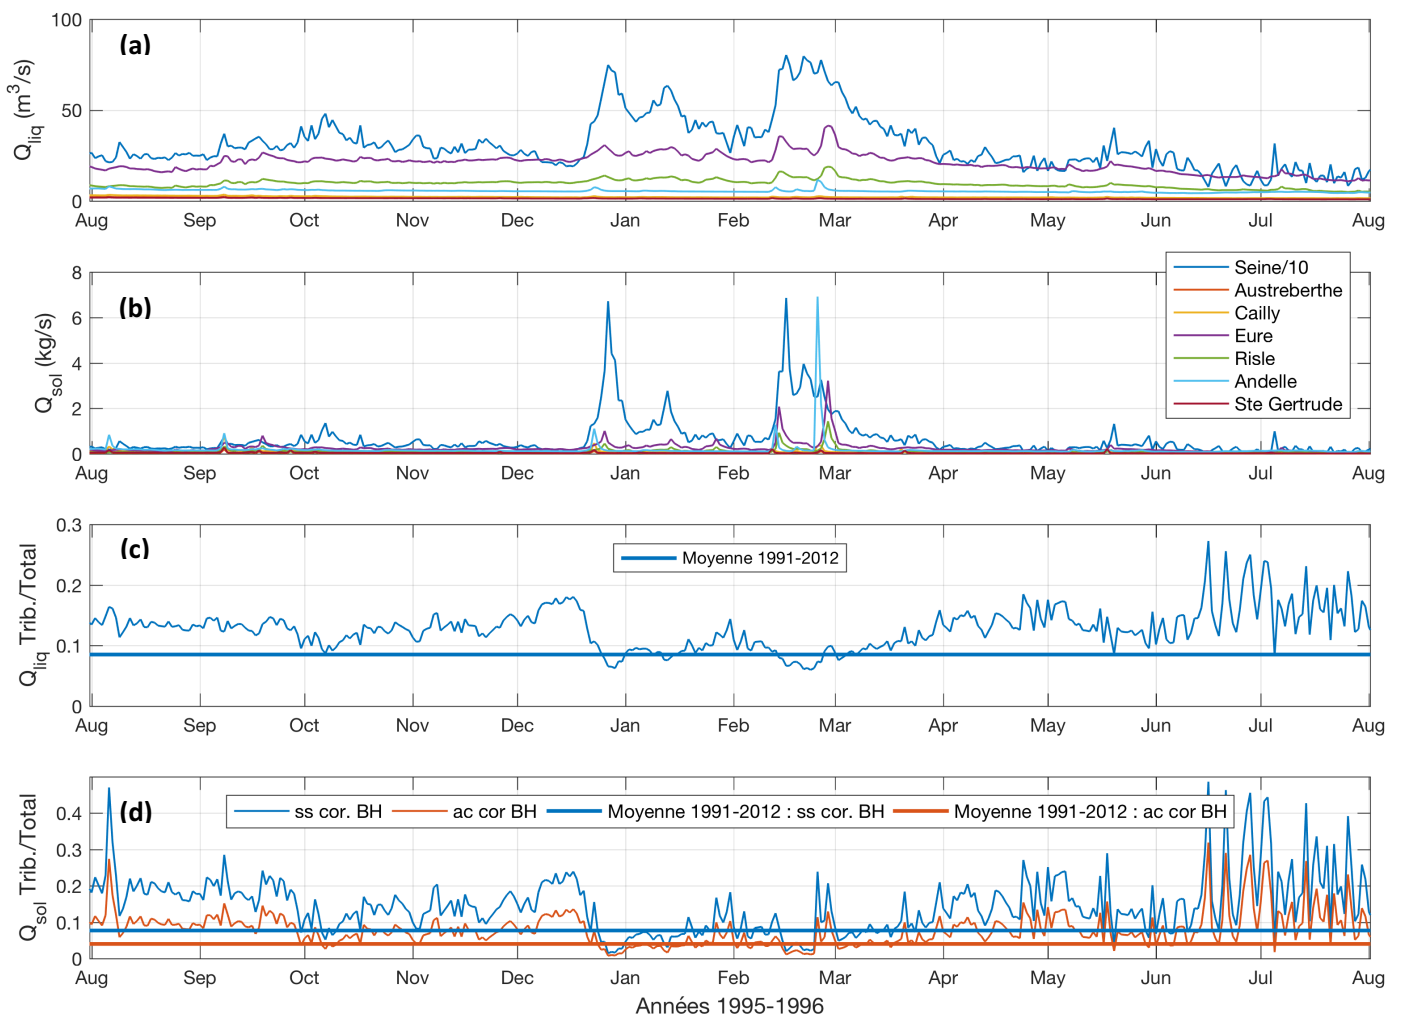 (a)
100
50
0
Qliq (m3/s)
Aug Sep Oct Nov Dec Jan Feb Mar Apr May Jun Jul Aug
(b)
8
6
4
2
0
Qsol (kg/s)
Seine/10
Austreberthe
Cailly
Eure
Risle
Andelle
Ste Gertrude
Aug Sep Oct Nov Dec Jan Feb Mar Apr May Jun Jul Aug
(c)
0.3
0.2
0.1
0
Qliq Trib./Total
Moyenne 1991-2012
Aug Sep Oct Nov Dec Jan Feb Mar Apr May Jun Jul Aug
(d)
0.4
0.3
0.2
0.1
0
Qsol Trib./Total
ss cor. BH ac cor BH Moyenne 1991-2012 : ss cor. BH Moyenne 1991-2012 : ac cor BH
Aug Sep Oct Nov Dec Jan Feb Mar Apr May Jun Jul Aug
Années 1995-1996